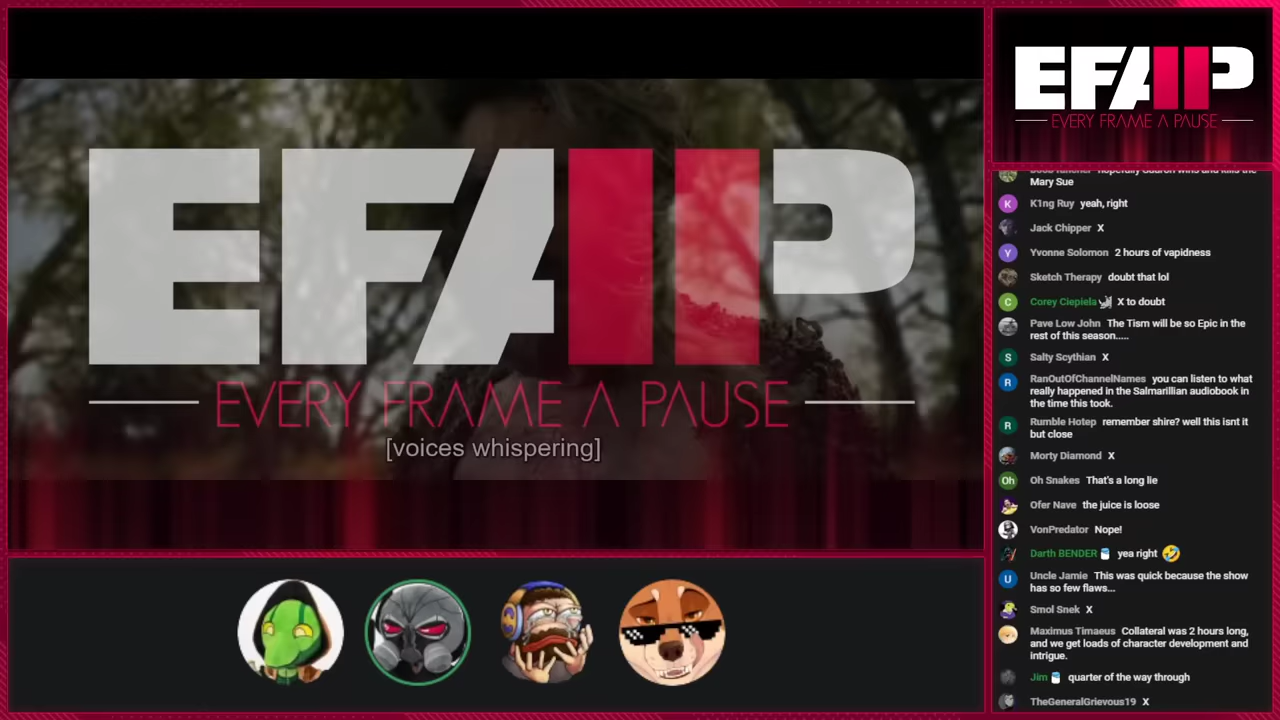 EFAP
EVERY FRAME A PAUSE
[voices whispering]
EFAP
EVERY FRAME A PAUSE
Mary Sue
K1ng Ruy yeah, right
Jack Chipper X
Yvonne Solomon 2 hours of vapidness
Sketch Therapy doubt that lol
Corey Ciepiela X to doubt
Pave Low John The Tism will be so Epic in the
rest of this season.....
Salty Scythian X
RanOutOfChannelNames you can listen to what
really happened in the Salmarillian audiobook in
the time this took.
Rumble Hotep remember shire? well this isnt it
but close
Morty Diamond X
Oh Snakes That's a long lie
Ofer Nave the juice is loose
VonPredator Nope!
Darth BENDER yea right
Uncle Jamie This was quick because the show
has so few flaws...
Smol Snek X
Maximus Timaeus Collateral was 2 hours long,
and we get loads of character development and
intrigue.
Jim quarter of the way through
TheGeneralGrievous19 X
K
Y
C
S
R
R
Oh
U